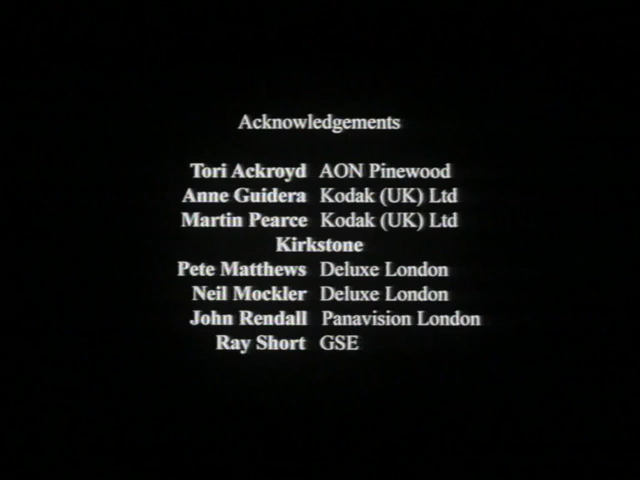 Acknowledgements
Tori Ackroyd AON Pinewood
Anne Guidera Kodak (UK) Ltd
Martin Pearce Kodak (UK) Ltd
Kirkstone
Pete Matthews Deluxe London
Neil Mockler Deluxe London
John Rendall Panavision London
Ray Short GSE